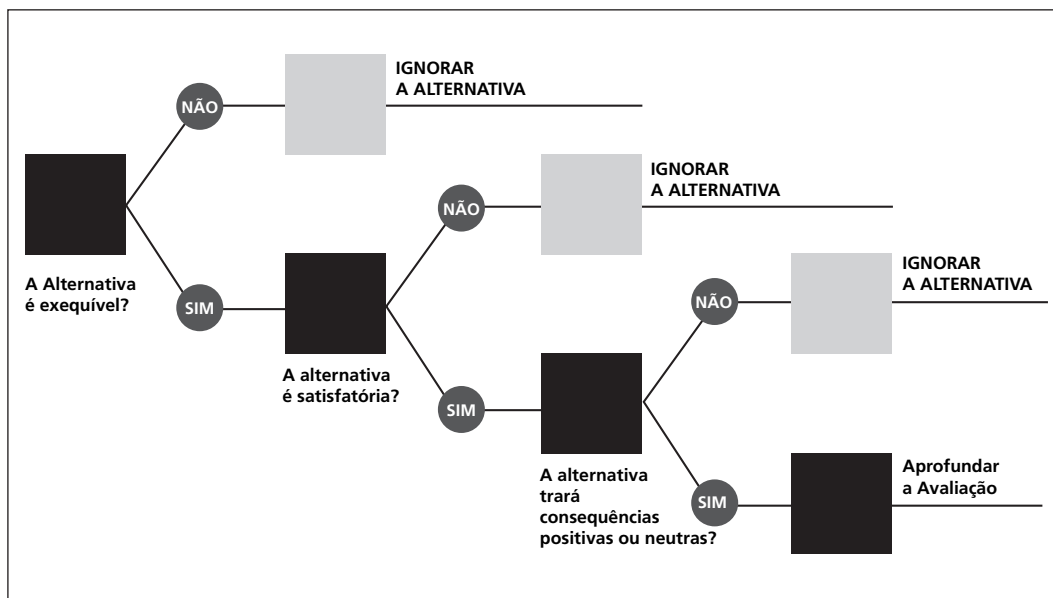 NÃO
IGNORAR
A ALTERNATIVA
A Alternativa
é exequível?
SIM
NÃO
IGNORAR
A ALTERNATIVA
A alternativa
é satisfatória?
SIM
NÃO
IGNORAR
A ALTERNATIVA
A alternativa
trará
consequências
positivas ou neutras?
SIM
Aprofundar
a Avaliação